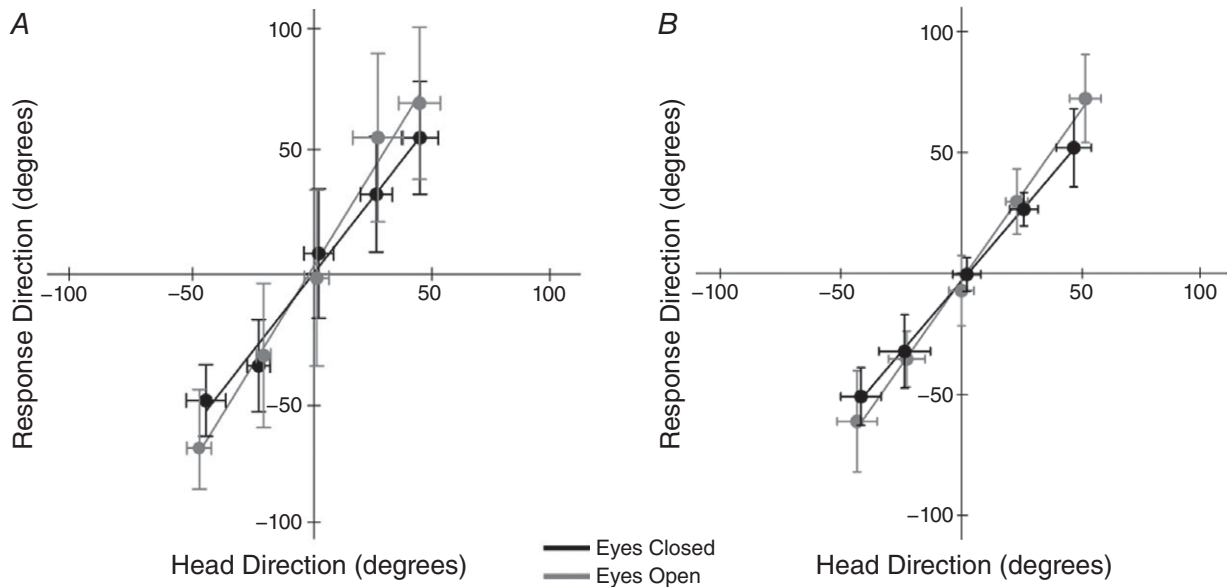 A
B
Response Direction (degrees)
100
50
−100
−50
50
100
−50
−100
Head Direction (degrees)
Response Direction (degrees)
100
50
−100
−50
50
100
−50
−100
Head Direction (degrees)
Eyes Closed
Eyes Open